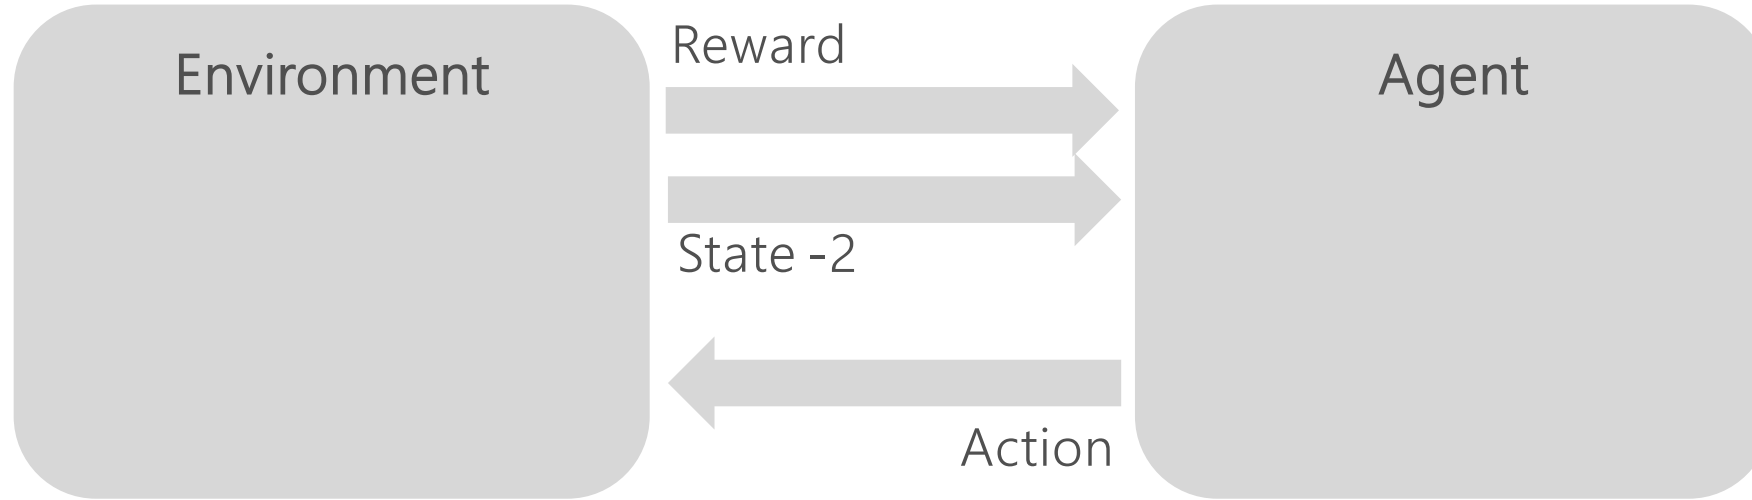 Environment
Reward
State -2
Action
Agent